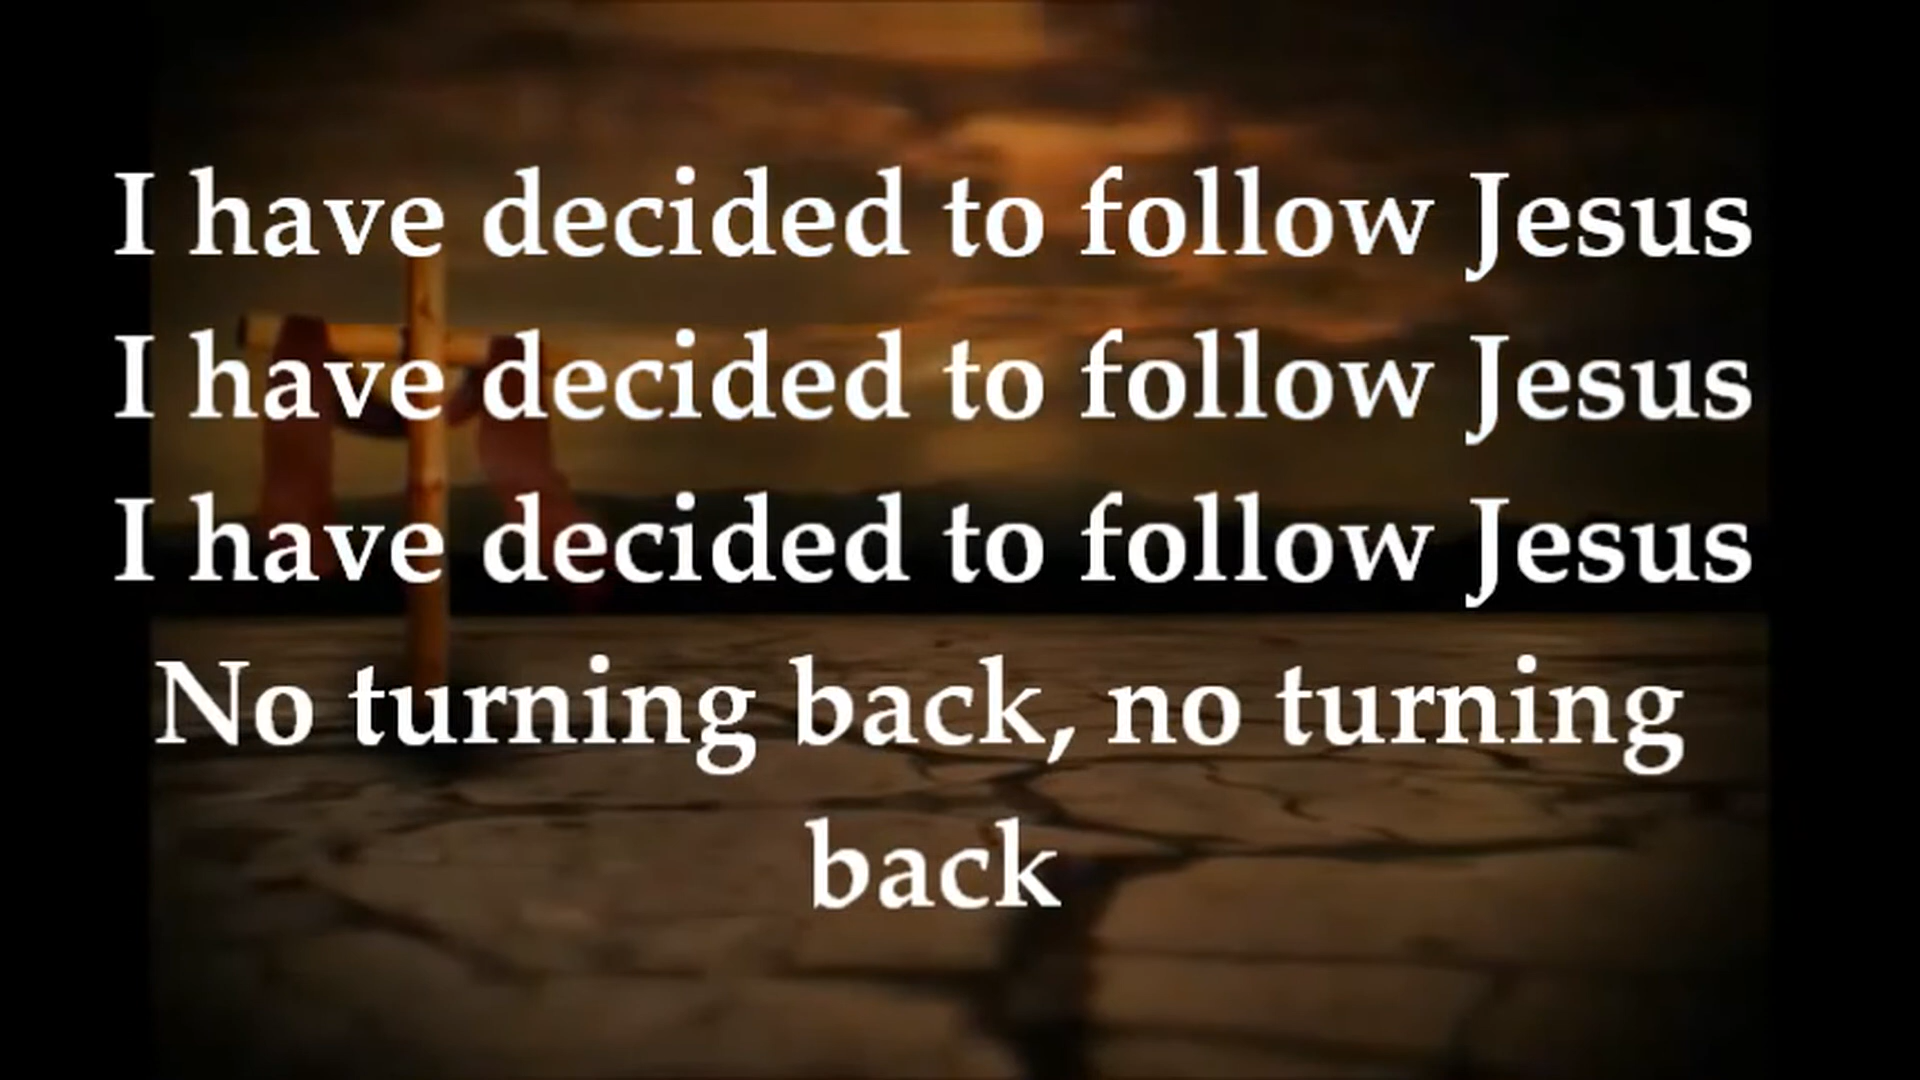 I have decided to follow Jesus
I have decided to follow Jesus
I have decided to follow Jesus
No turning back, no turning
back